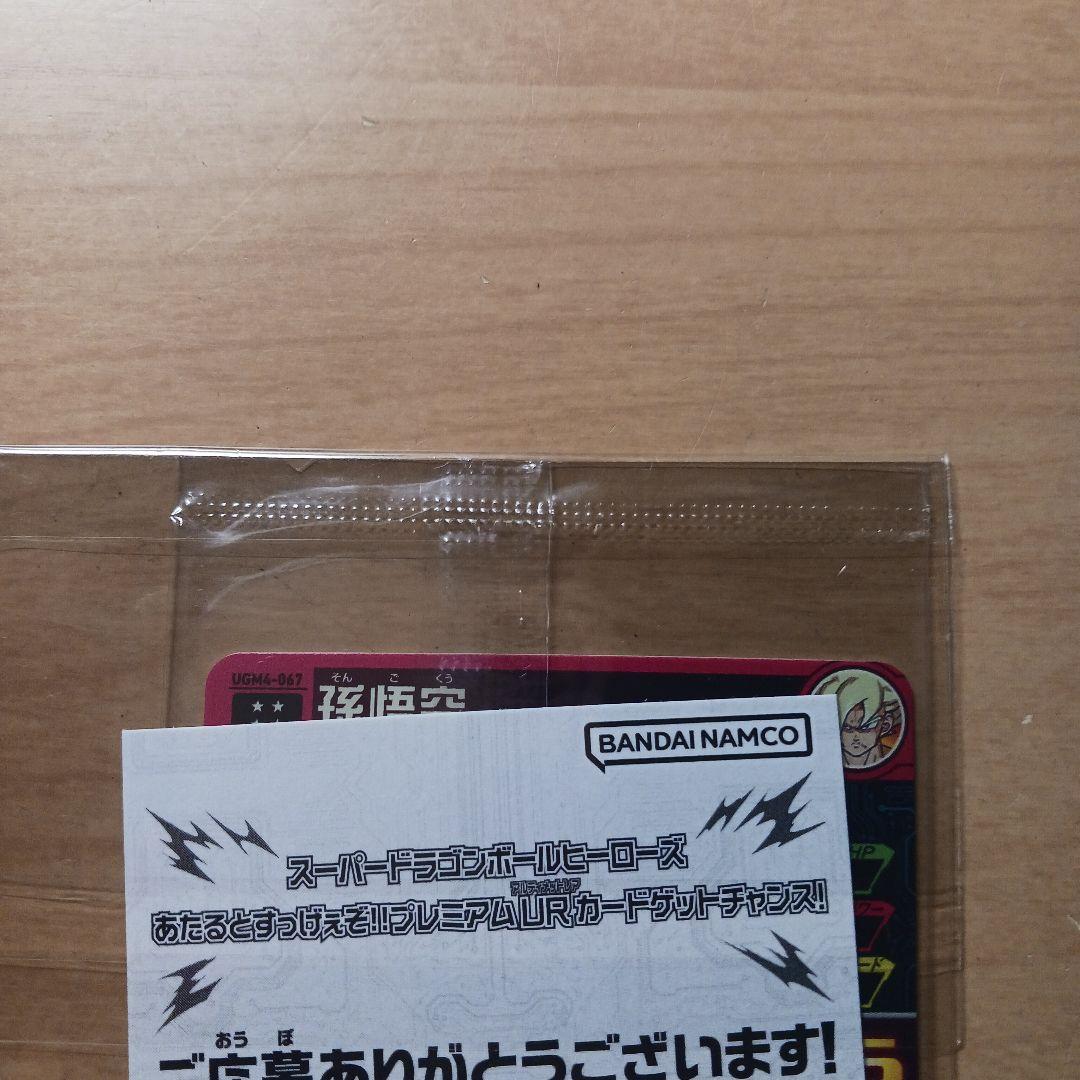 UGM4-067
そん ご くう
孫悟空
BANDAI NAMCO
スーパードラゴンボールヒーローズ
アルティメットレア
あたるとすっげぇぞ!!プレミアムURカードゲットチャンス!
おう ぼ
ご応募ありがとうございます!
HP